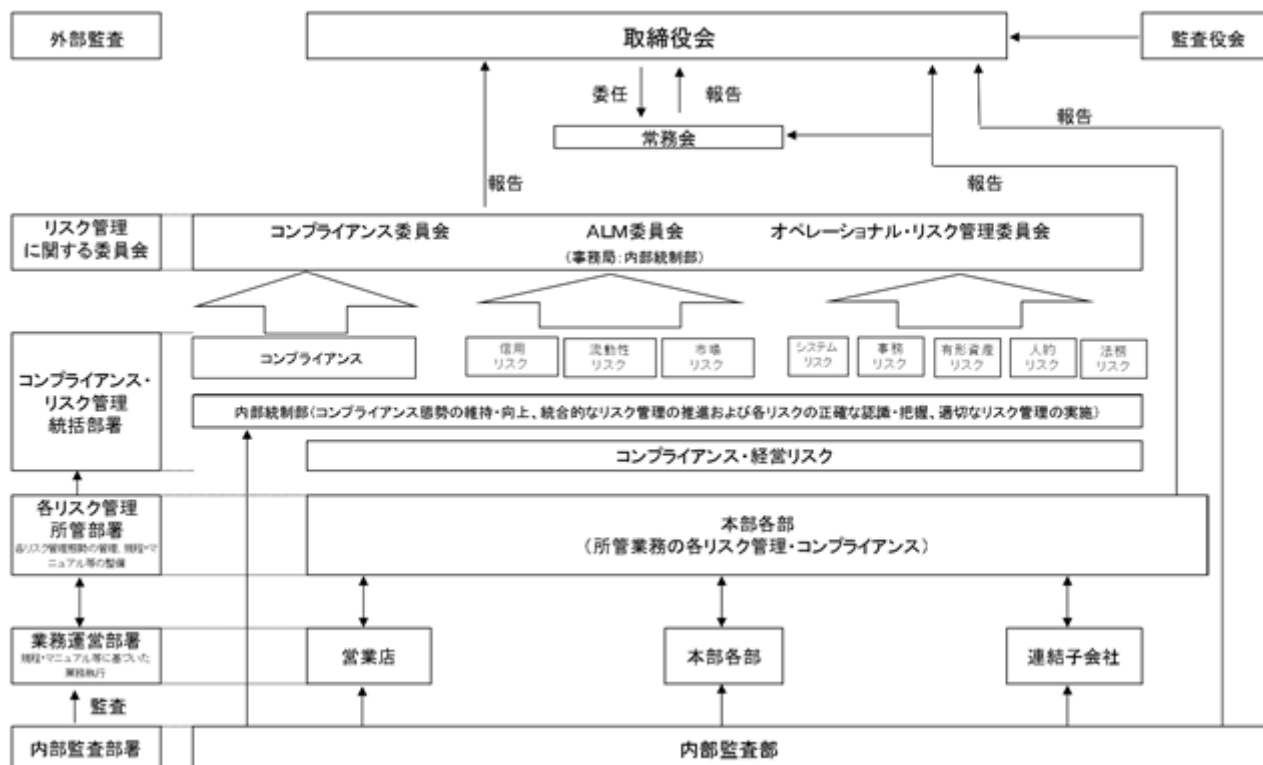 外部監査
取締役会
監査役会
委任
報告
報告
常務会
報告
報告
リスク管理
に関する委員会
コンプライアンス委員会
ALM委員会
オペレーショナル・リスク管理委員会
(事務局:内部統制部)
コンプライアンス・
リスク管理
統括部署
コンプライアンス
信用
リスク
流動性
リスク
市場
リスク
システム
リスク
事務
リスク
有形資産
リスク
人的
リスク
法務
リスク
内部統制部(コンプライアンス態勢の維持・向上、統合的なリスク管理の推進および各リスクの正確な認識・把握、適切なリスク管理の実施)
コンプライアンス・経営リスク
各リスク管理
所管部署
各リスク管理態勢の管理、規程・マ
ニュアル等の整備
本部各部
(所管業務の各リスク管理・コンプライアンス)
業務運営部署
規程・マニュアル等に基づいた
業務執行
営業店
本部各部
連結子会社
監査
内部監査部署
内部監査部